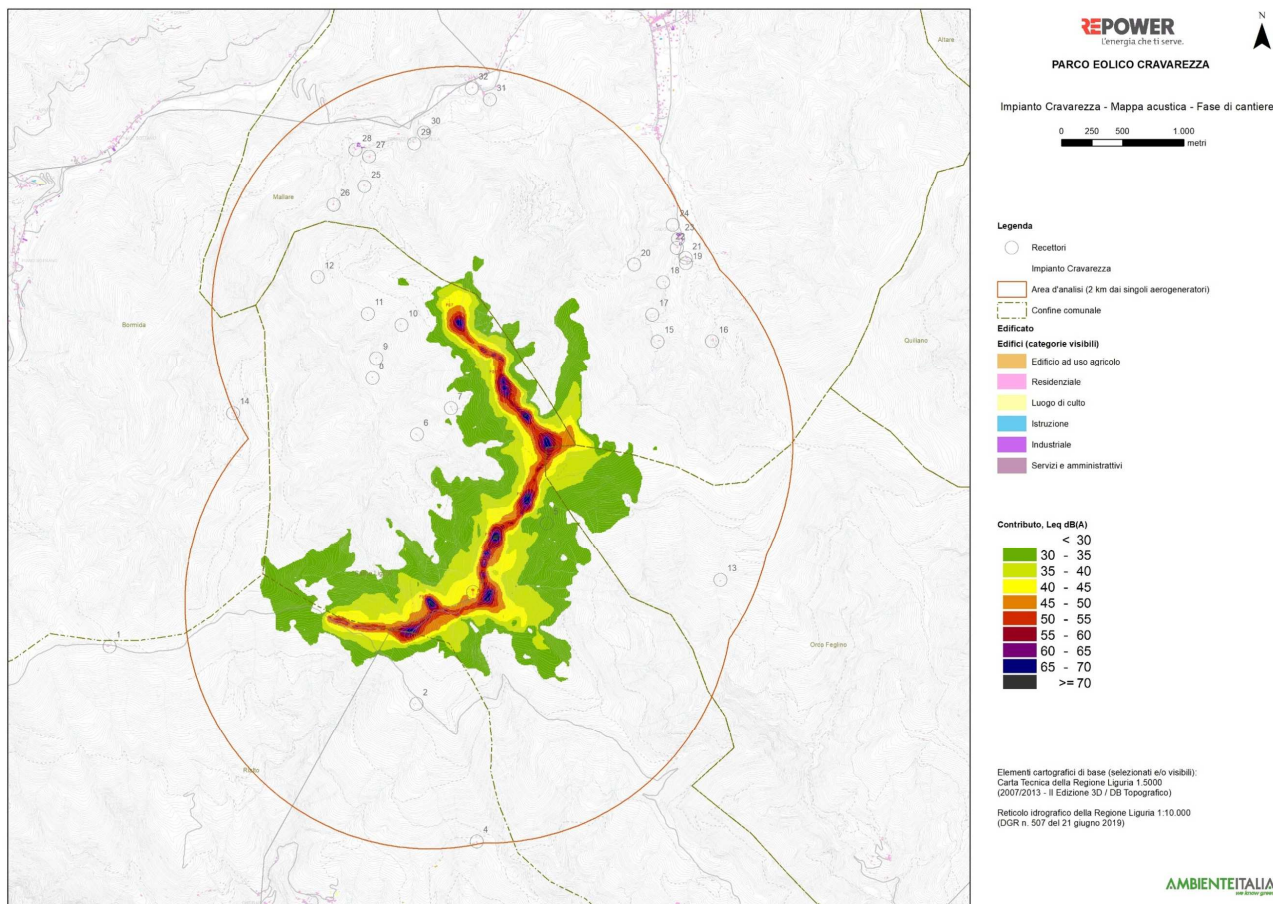 REPOWER
L'energia che ti serve.
N
PARCO EOLICO CRAVAREZZA
Impianto Cravarezza - Mappa acustica - Fase di cantiere
0 250 500 1.000
metri
Legenda
Recettori
Impianto Cravarezza
Area d'analisi (2 km dai singoli aerogeneratori)
Confine comunale
Edificato
Edifici (categorie visibili)
Edificio ad uso agricolo
Residenziale
Luogo di culto
Istruzione
Industriale
Servizi e amministrattivi
Contributo, Leq dB(A)
< 30
30 - 35
35 - 40
40 - 45
45 - 50
50 - 55
55 - 60
60 - 65
65 - 70
>= 70
Elementi cartografici di base (selezionati e/o visibili):
Carta Tecnica della Regione Liguria 1.5000
(2007/2013 - II Edizione 3D / DB Topografico)
Reticolo idrografico della Regione Liguria 1:10.000
(DGR n. 507 del 21 giugno 2019)
AMBIENTEITALIA
we know green
Altare
32
31
30
29
28
27
25
26
Mallare
24
23
22
21
20
19
18
12
11
10
17
15
16
9
8
Bormida
Quiliano
14
7
6
13
1
Orco Feglino
2
Rialto
4